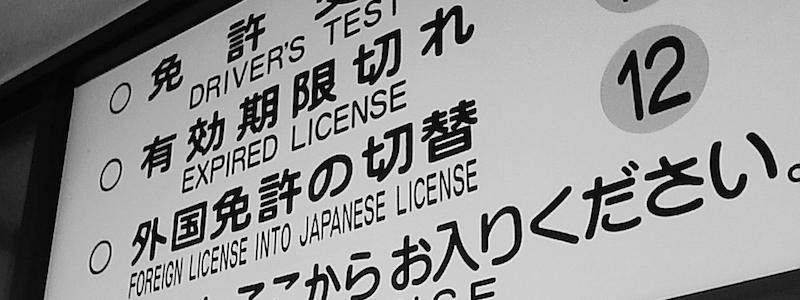 ○ 免許
DRIVER'S TEST
○ 有効期限切れ
EXPIRED LICENSE
12
○ 外国免許の切替
FOREIGN LICENSE INTO JAPANESE LICENSE
ここからお入りください。